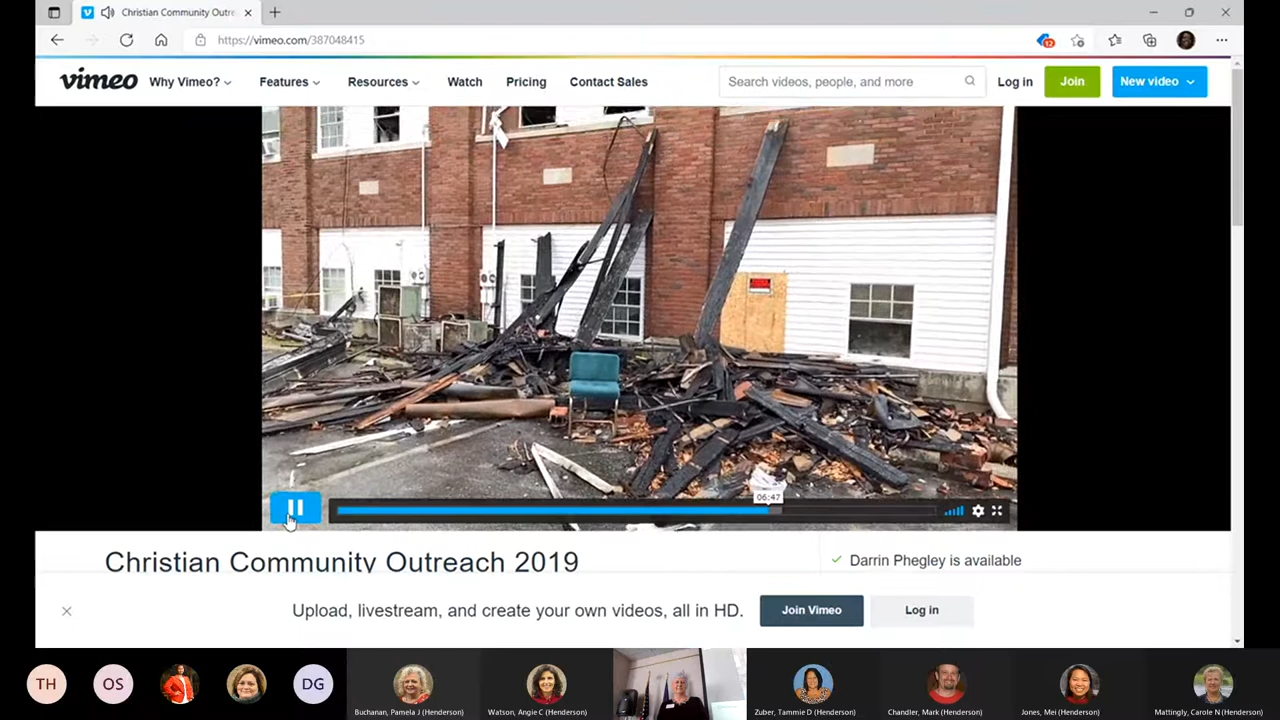 Christian Community Outre
https://vimeo.com/387048415
12
vimeo
Why Vimeo?
Features
Resources
Watch
Pricing
Contact Sales
Search videos, people, and more
Log in
Join
New video
06:47
Christian Community Outreach 2019
Darrin Phegley is available
Upload, livestream, and create your own videos, all in HD.
Join Vimeo
Log in
TH
OS
DG
Buchanan, Pamela J (Henderson)
Watson, Angie C (Henderson)
Zuber, Tammie D (Henderson)
Chandler, Mark (Henderson)
Jones, Mei (Henderson)
Mattingly, Carole N (Henderson)